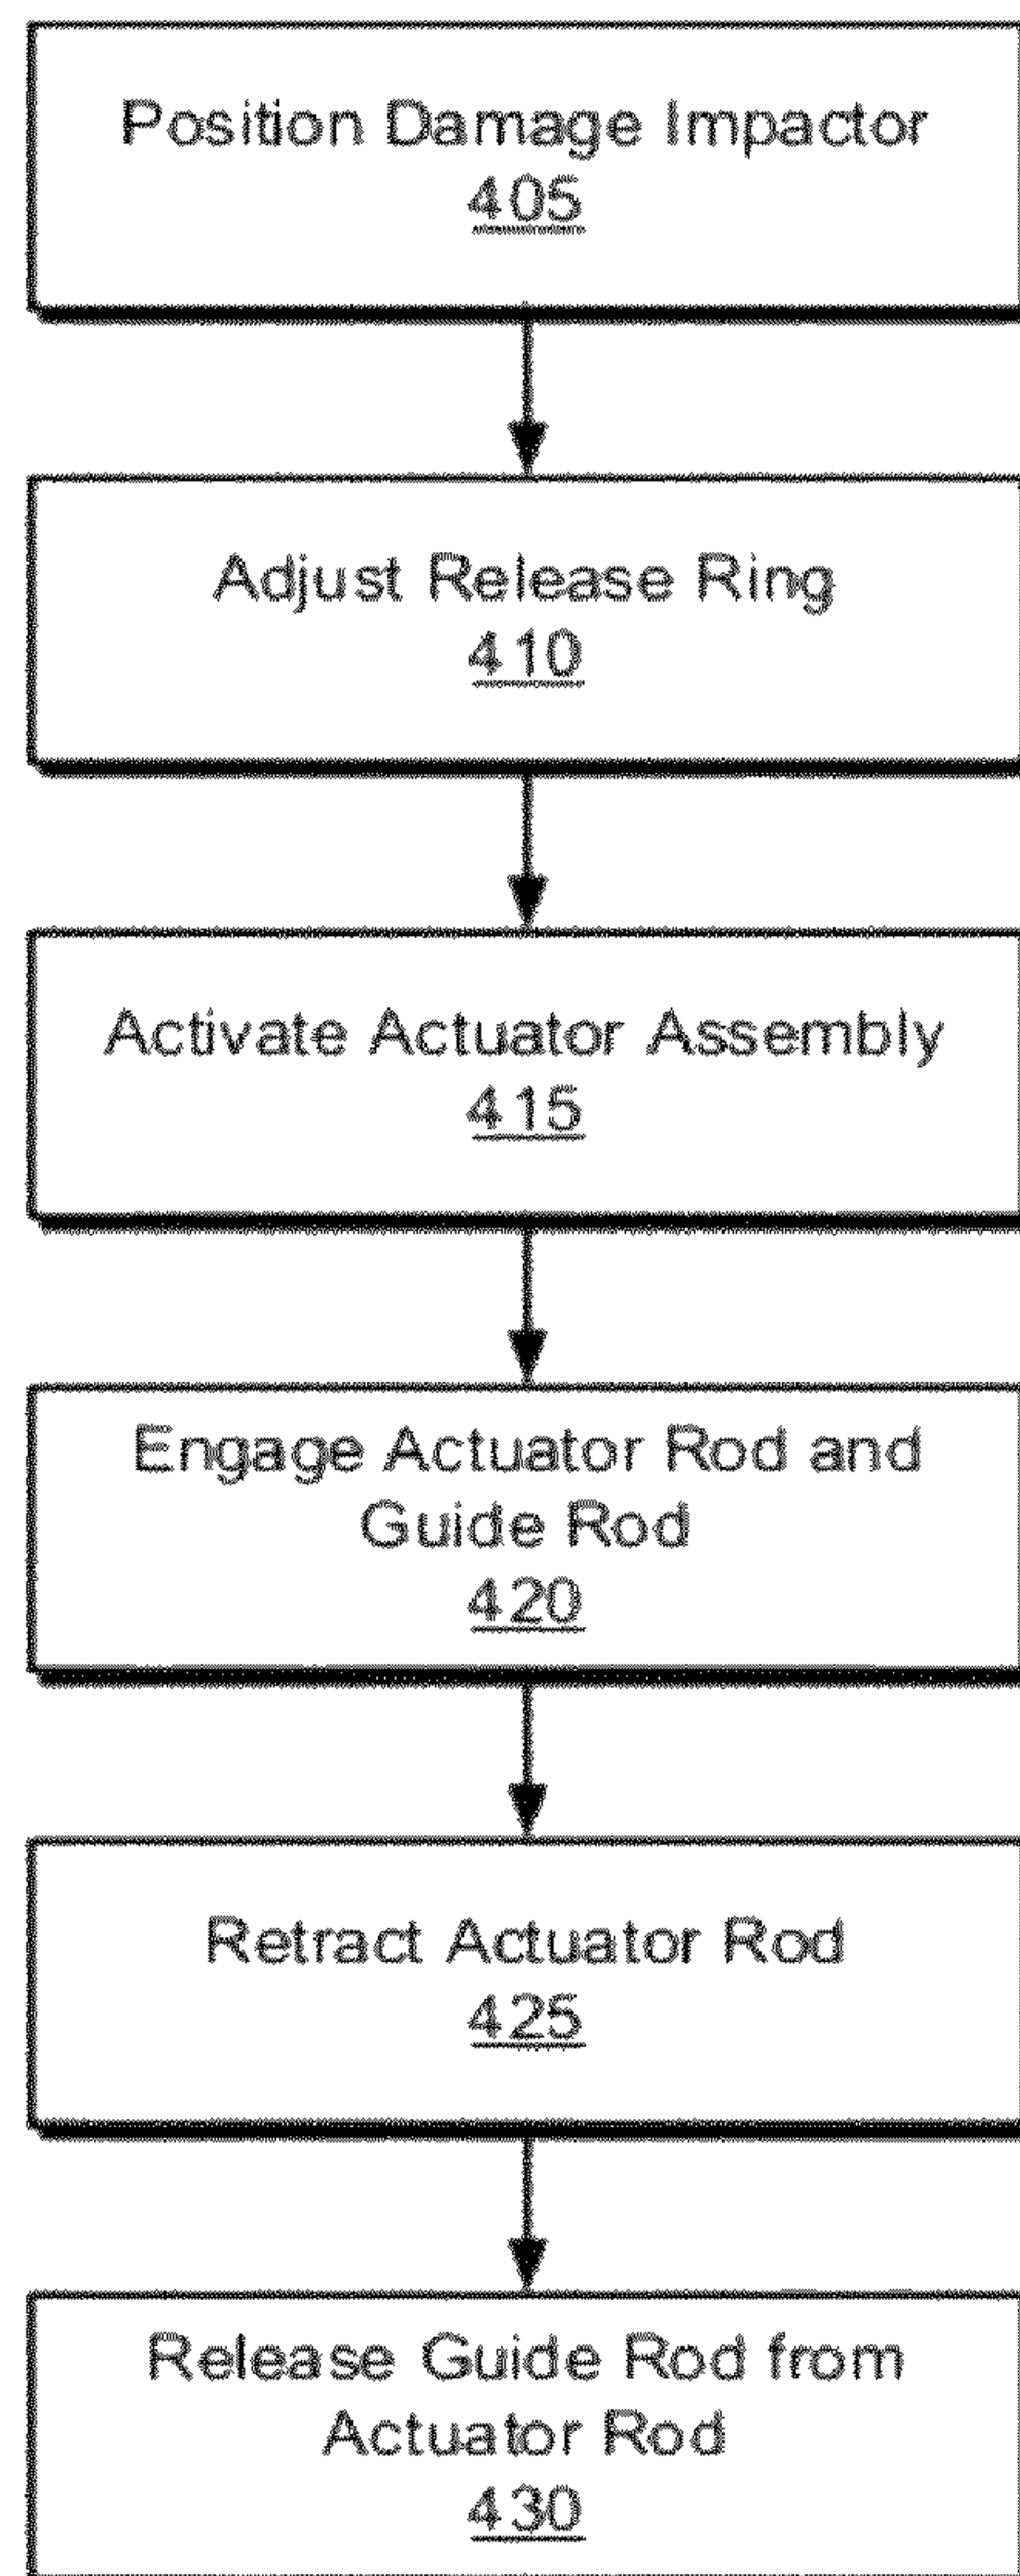 Position Damage Impactor
405
Adjust Release Ring
410
Activate Actuator Assembly
415
Engage Actuator Rod and
Guide Rod
420
Retract Actuator Rod
425
Release Guide Rod from
Actuator Rod
430